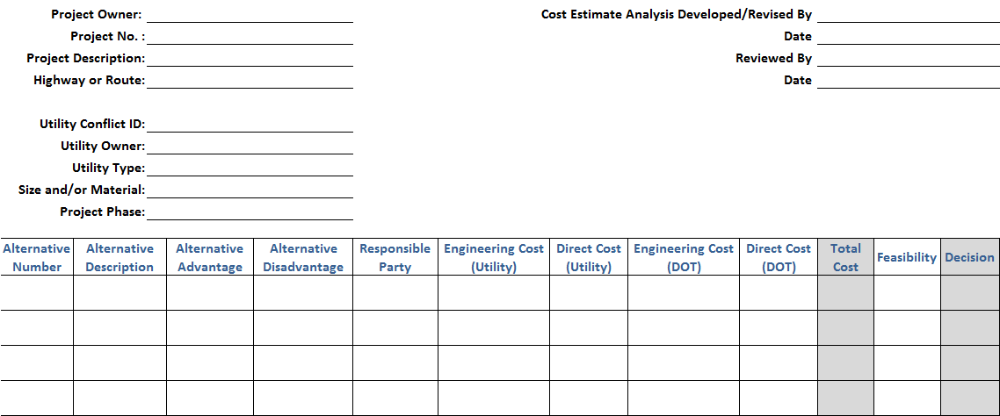 Project Owner:
Project No. :
Project Description:
Highway or Route:
Cost Estimate Analysis Developed/Revised By
Date
Reviewed By
Date
Utility Conflict ID:
Utility Owner:
Utility Type:
Size and/or Material:
Project Phase:
Alternative Number
Alternative Description
Alternative Advantage
Alternative Disadvantage
Responsible Party
Engineering Cost (Utility)
Direct Cost (Utility)
Engineering Cost (DOT)
Direct Cost (DOT)
Total Cost
Feasibility
Decision